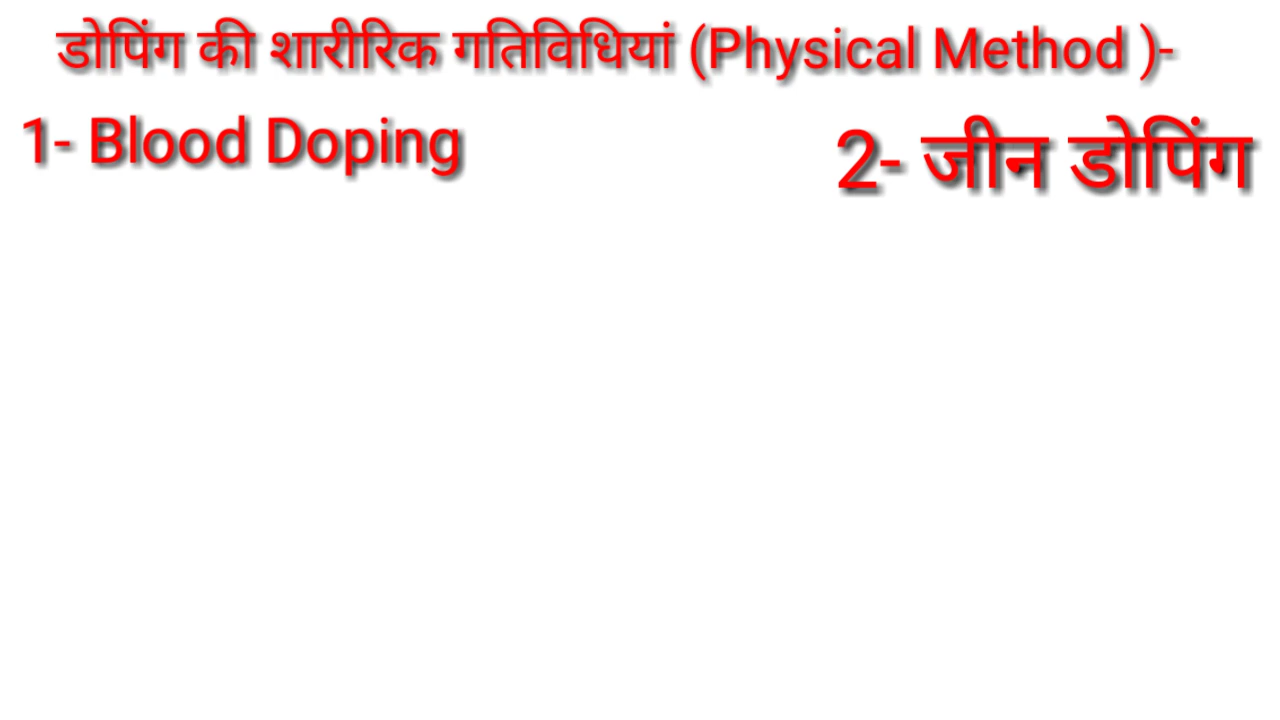 डोपिंग की शारीरिक गतिविधियां (Physical Method )-
1- Blood Doping
2- जीन डोपिंग